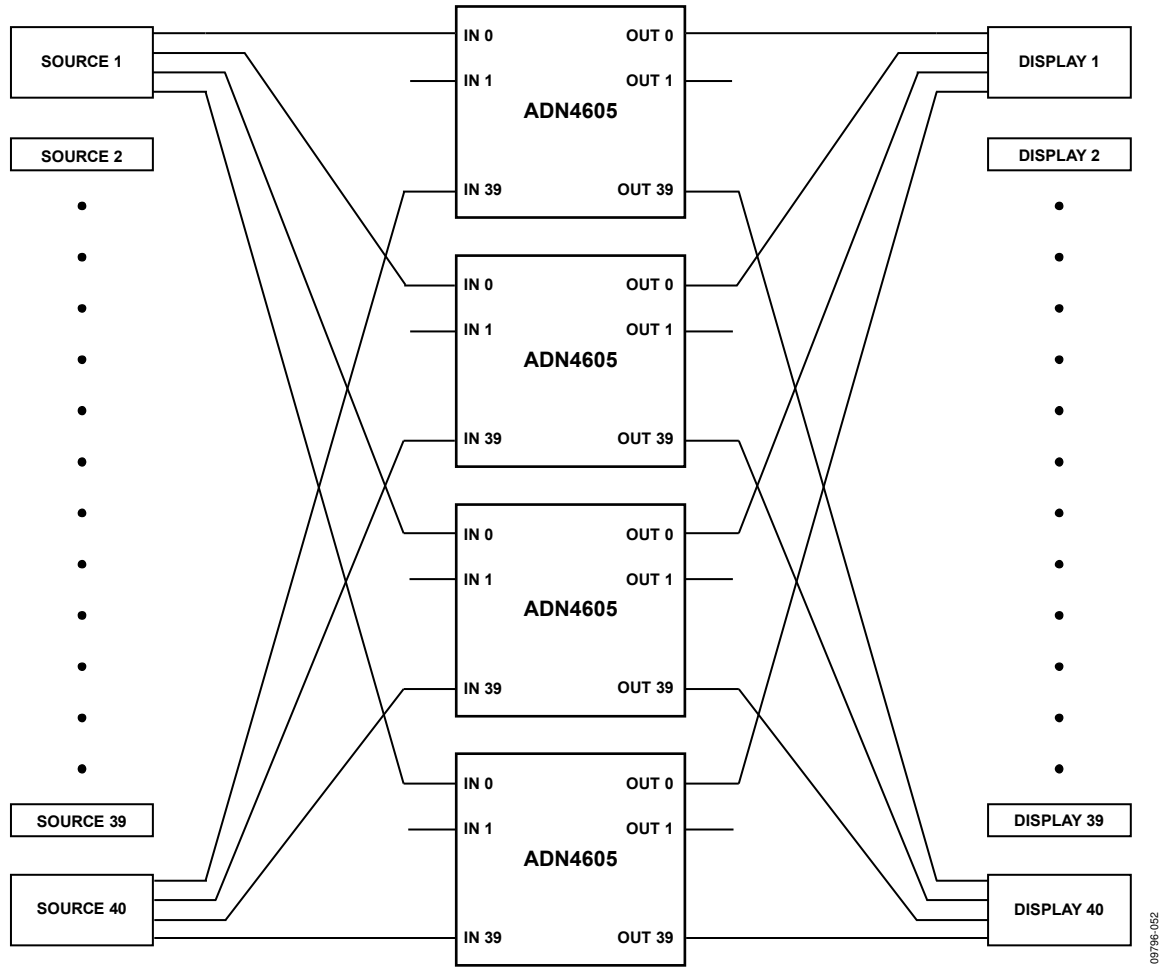 SOURCE 1
IN 0
OUT 0
DISPLAY 1
IN 1
OUT 1
ADN4605
SOURCE 2
DISPLAY 2
IN 39
OUT 39
IN 0
OUT 0
IN 1
OUT 1
ADN4605
IN 39
OUT 39
IN 0
OUT 0
IN 1
OUT 1
ADN4605
IN 39
OUT 39
IN 0
OUT 0
SOURCE 39
IN 1
OUT 1
DISPLAY 39
ADN4605
SOURCE 40
DISPLAY 40
IN 39
OUT 39
09796-052